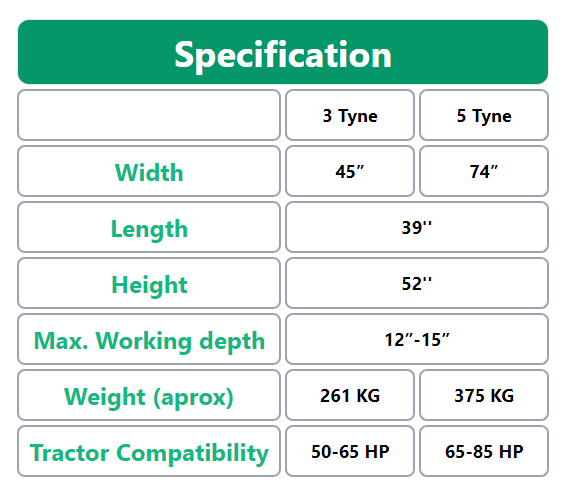 Specification
3 Tyne 5 Tyne
Width 45” 74”
Length 39''
Height 52''
Max. Working depth 12”-15”
Weight (aprox) 261 KG 375 KG
Tractor Compatibility 50-65 HP 65-85 HP